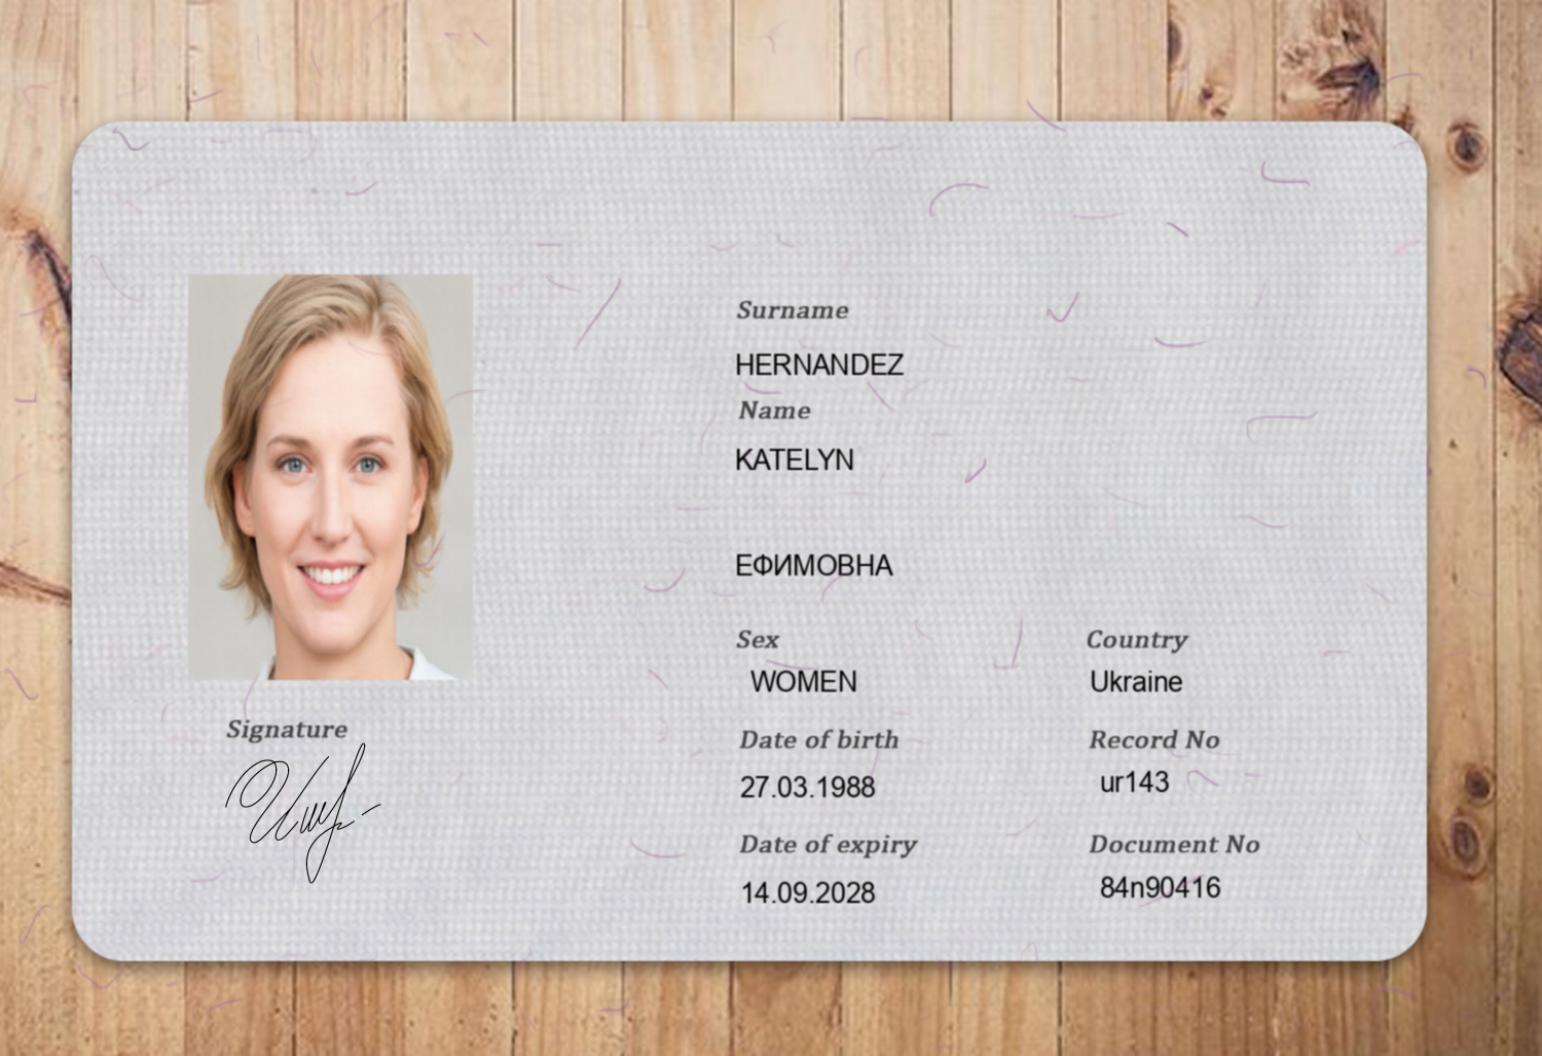 Surname
HERNANDEZ
Name
KATELYN
ЕФИМОВНА
Sex
Country
WOMEN
Ukraine
Date of birth
Record No
27.03.1988
ur143
Date of expiry
Document No
14.09.2028
84n90416
Signature